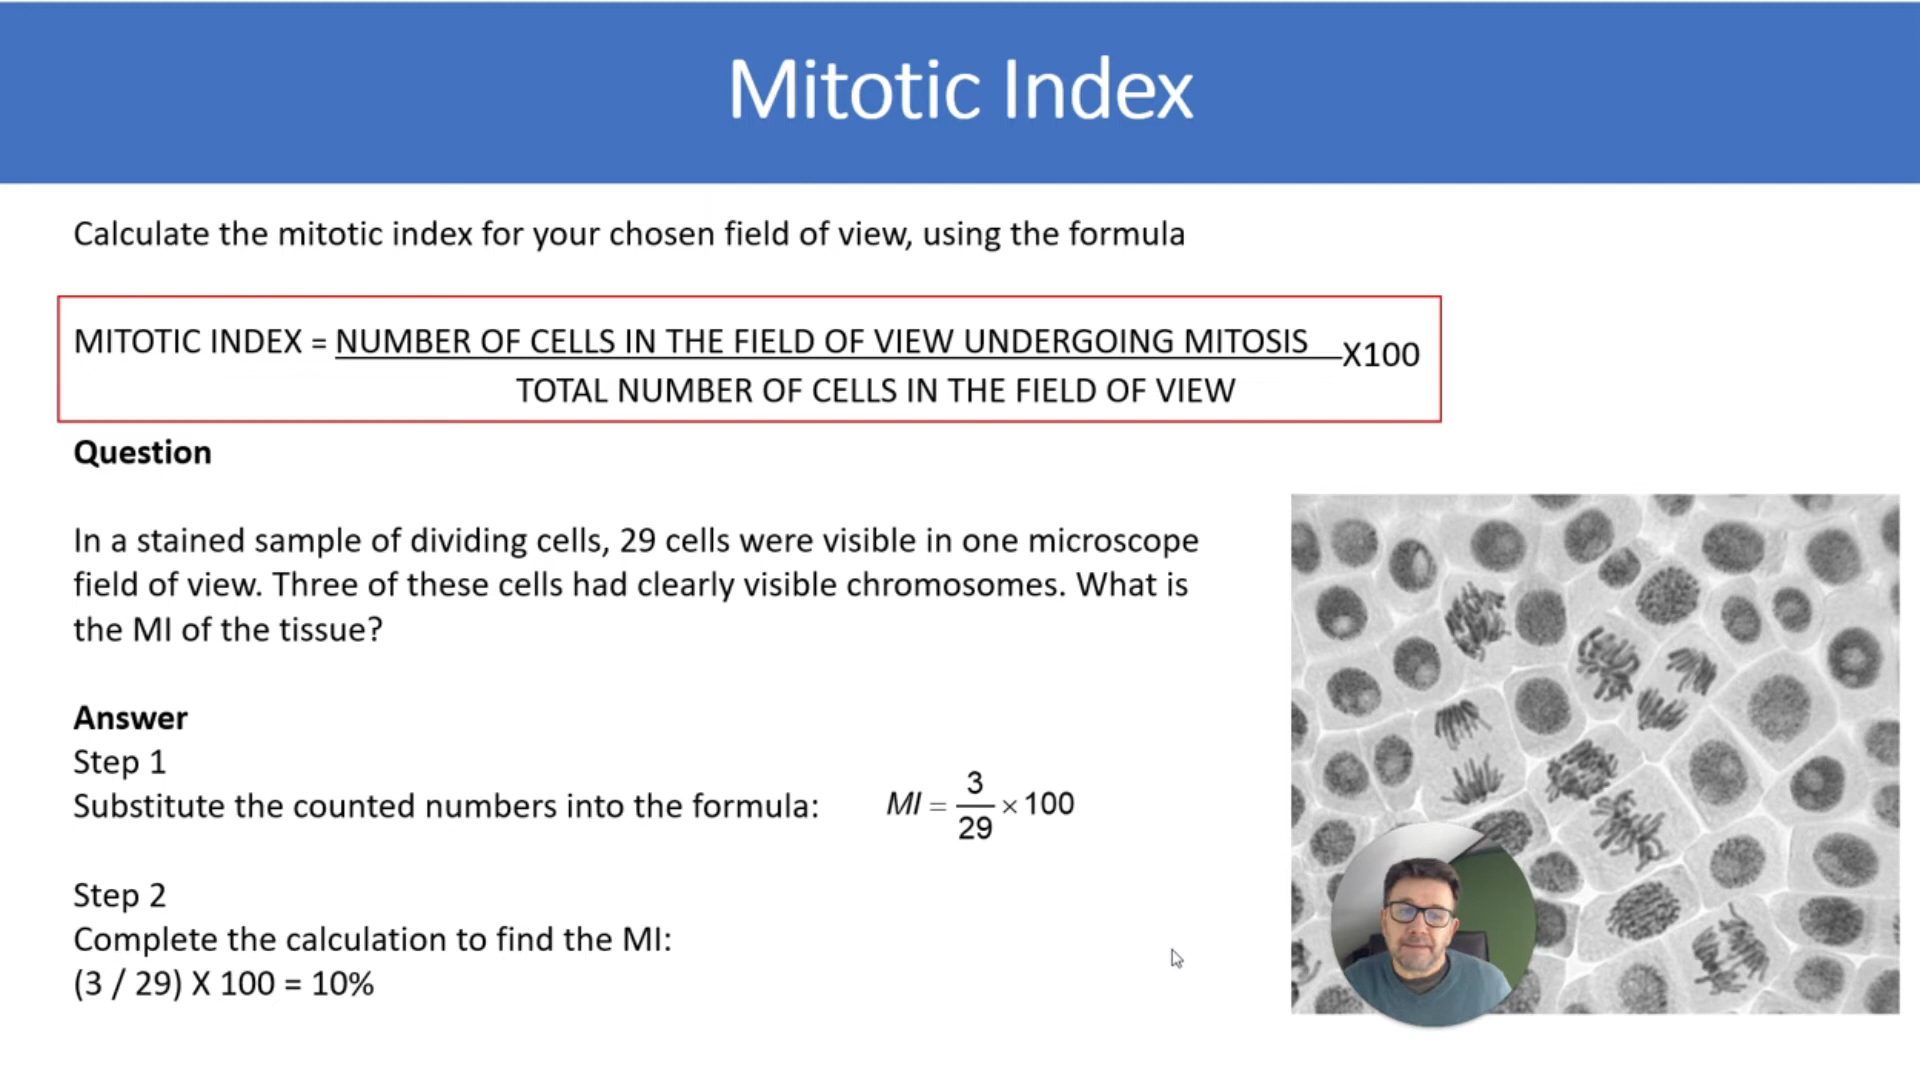 Mitotic Index
Calculate the mitotic index for your chosen field of view, using the formula
MITOTIC INDEX = NUMBER OF CELLS IN THE FIELD OF VIEW UNDERGOING MITOSIS X100
TOTAL NUMBER OF CELLS IN THE FIELD OF VIEW
Question
In a stained sample of dividing cells, 29 cells were visible in one microscope
field of view. Three of these cells had clearly visible chromosomes. What is
the MI of the tissue?
Answer
Step 1
Substitute the counted numbers into the formula: MI = 3/29 × 100
Step 2
Complete the calculation to find the MI:
(3 / 29) X 100 = 10%